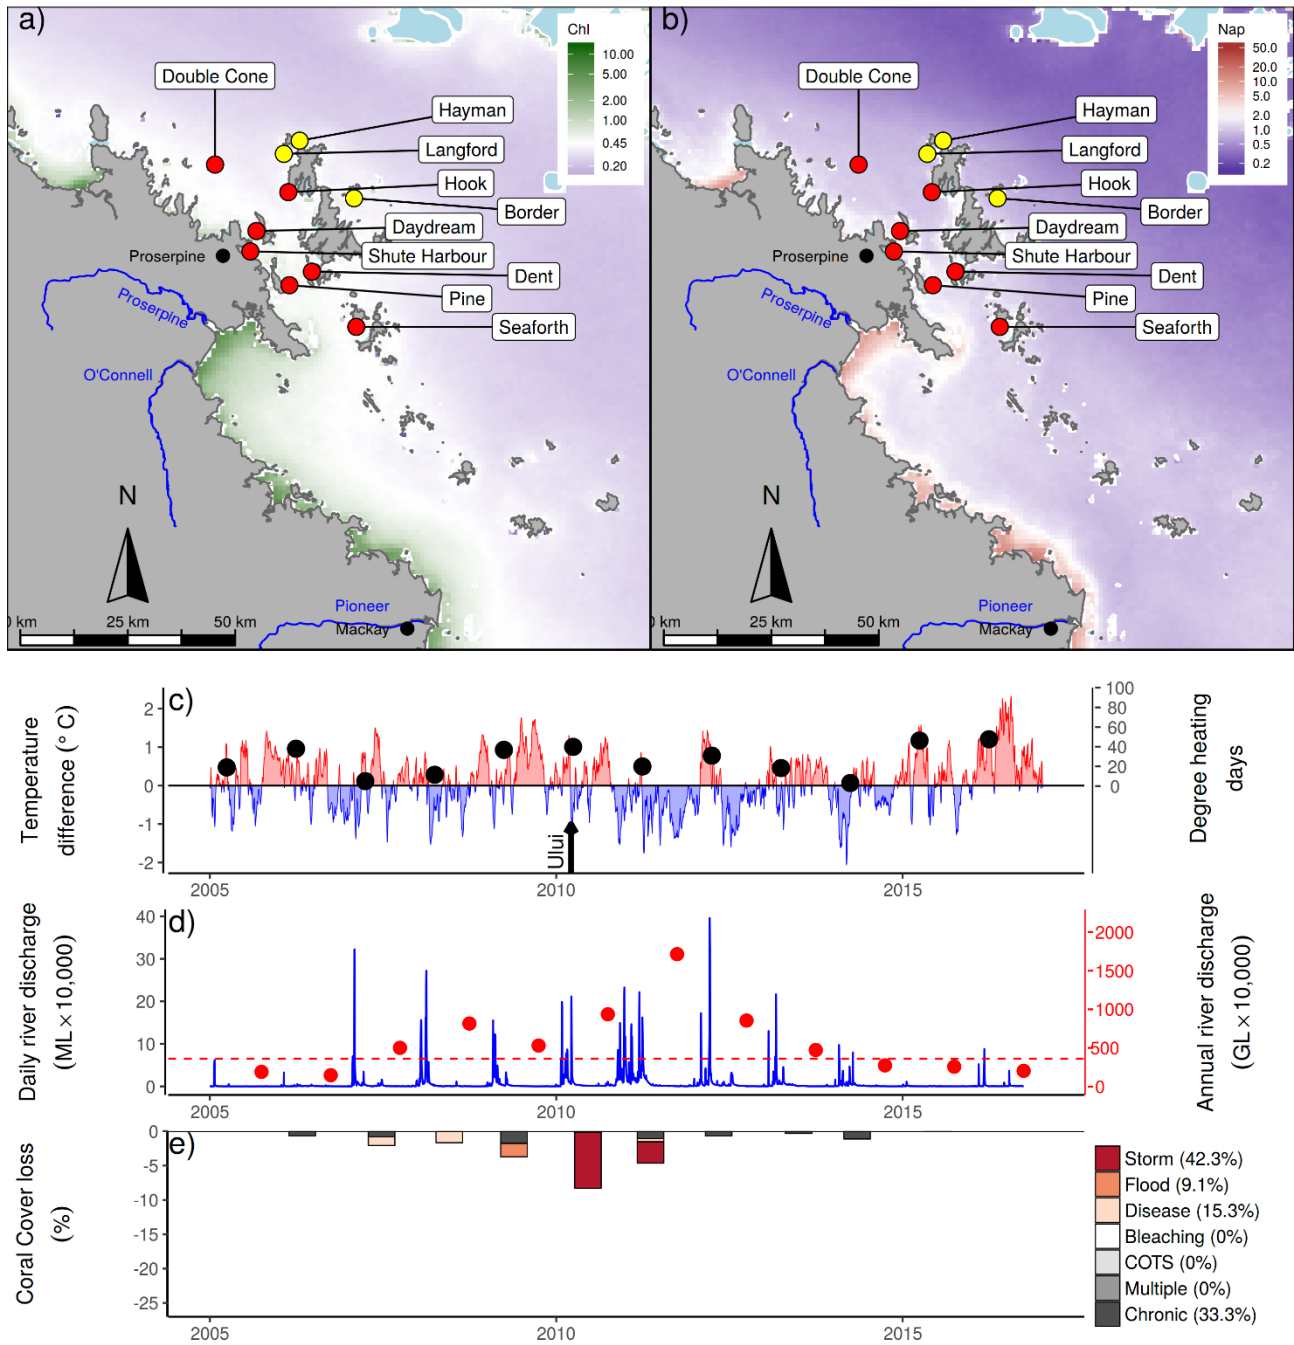 a)
Chl
10.00
5.00
2.00
1.00
0.45
0.20
Double Cone
Hayman
Langford
Hook
Border
Daydream
Shute Harbour
Dent
Pine
Seaforth
Proserpine
Proserpine
O'Connell
N
Pioneer
Mackay
0 km 25 km 50 km
b)
Nap
50.0
20.0
10.0
5.0
2.0
1.0
0.5
0.2
Double Cone
Hayman
Langford
Hook
Border
Daydream
Shute Harbour
Dent
Pine
Seaforth
Proserpine
Proserpine
O'Connell
N
Pioneer
Mackay
0 km 25 km 50 km
c)
Temperature
difference (° C)
2
1
0
-1
-2
Ului
100
80
60
40
20
0
Degree heating
days
2005 2010 2015
d)
Daily river discharge
(ML×10,000)
40
30
20
10
0
2000
1500
1000
500
0
Annual river discharge
(GL×10,000)
2005 2010 2015
e)
Coral Cover loss
(%)
0
-5
-10
-15
-20
-25
2005 2010 2015
Storm (42.3%)
Flood (9.1%)
Disease (15.3%)
Bleaching (0%)
COTS (0%)
Multiple (0%)
Chronic (33.3%)